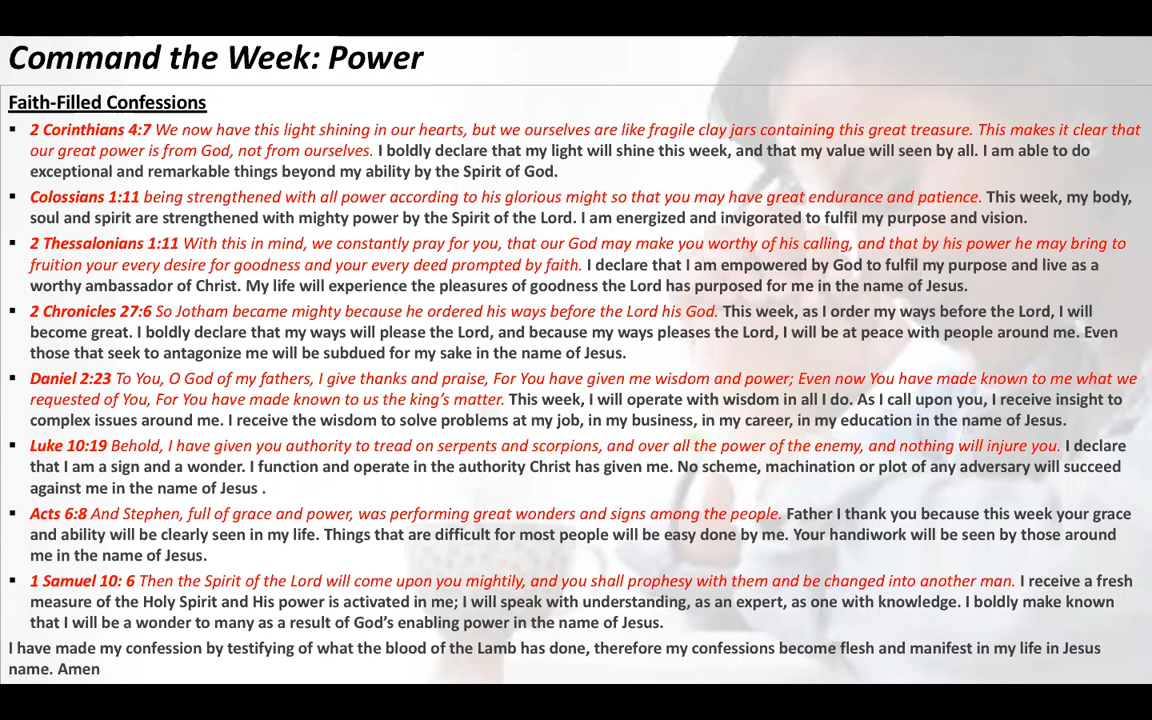 Command the Week: Power
Faith-Filled Confessions
▪ 2 Corinthians 4:7 We now have this light shining in our hearts, but we ourselves are like fragile clay jars containing this great treasure. This makes it clear that
our great power is from God, not from ourselves. I boldly declare that my light will shine this week, and that my value will seen by all. I am able to do
exceptional and remarkable things beyond my ability by the Spirit of God.
▪ Colossians 1:11 being strengthened with all power according to his glorious might so that you may have great endurance and patience. This week, my body,
soul and spirit are strengthened with mighty power by the Spirit of the Lord. I am energized and invigorated to fulfil my purpose and vision.
▪ 2 Thessalonians 1:11 With this in mind, we constantly pray for you, that our God may make you worthy of his calling, and that by his power he may bring to
fruition your every desire for goodness and your every deed prompted by faith. I declare that I am empowered by God to fulfil my purpose and live as a
worthy ambassador of Christ. My life will experience the pleasures of goodness the Lord has purposed for me in the name of Jesus.
▪ 2 Chronicles 27:6 So Jotham became mighty because he ordered his ways before the Lord his God. This week, as I order my ways before the Lord, I will
become great. I boldly declare that my ways will please the Lord, and because my ways pleases the Lord, I will be at peace with people around me. Even
those that seek to antagonize me will be subdued for my sake in the name of Jesus.
▪ Daniel 2:23 To You, O God of my fathers, I give thanks and praise, For You have given me wisdom and power; Even now You have made known to me what we
requested of You, For You have made known to us the king's matter. This week, I will operate with wisdom in all I do. As I call upon you, I receive insight to
complex issues around me. I receive the wisdom to solve problems at my job, in my business, in my career, in my education in the name of Jesus.
▪ Luke 10:19 Behold, I have given you authority to tread on serpents and scorpions, and over all the power of the enemy, and nothing will injure you. I declare
that I am a sign and a wonder. I function and operate in the authority Christ has given me. No scheme, machination or plot of any adversary will succeed
against me in the name of Jesus .
▪ Acts 6:8 And Stephen, full of grace and power, was performing great wonders and signs among the people. Father I thank you because this week your grace
and ability will be clearly seen in my life. Things that are difficult for most people will be easy done by me. Your handiwork will be seen by those around
me in the name of Jesus.
▪ 1 Samuel 10: 6 Then the Spirit of the Lord will come upon you mightily, and you shall prophesy with them and be changed into another man. I receive a fresh
measure of the Holy Spirit and His power is activated in me; I will speak with understanding, as an expert, as one with knowledge. I boldly make known
that I will be a wonder to many as a result of God's enabling power in the name of Jesus.
I have made my confession by testifying of what the blood of the Lamb has done, therefore my confessions become flesh and manifest in my life in Jesus
name. Amen